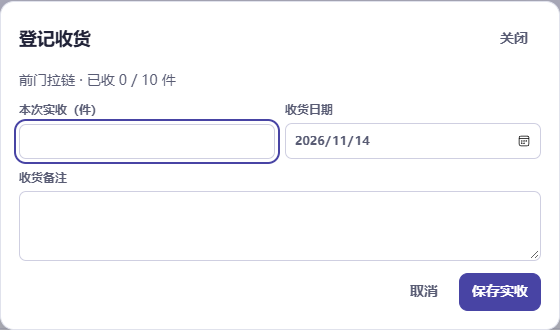 登记收货
关闭
前门拉链 · 已收 0 / 10 件
本次实收（件）
收货日期
2026/11/14
收货备注
取消
保存实收